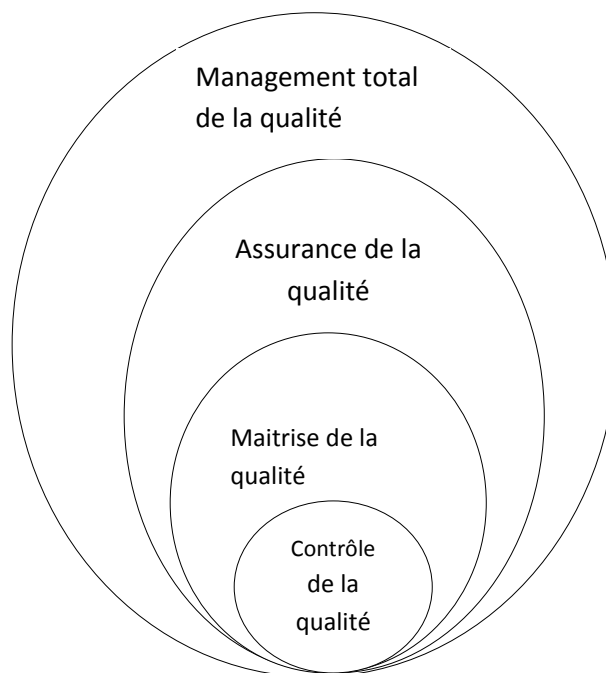 Management total
de la qualité
Assurance de la
qualité
Maitrise de la
qualité
Contrôle
de la
qualité